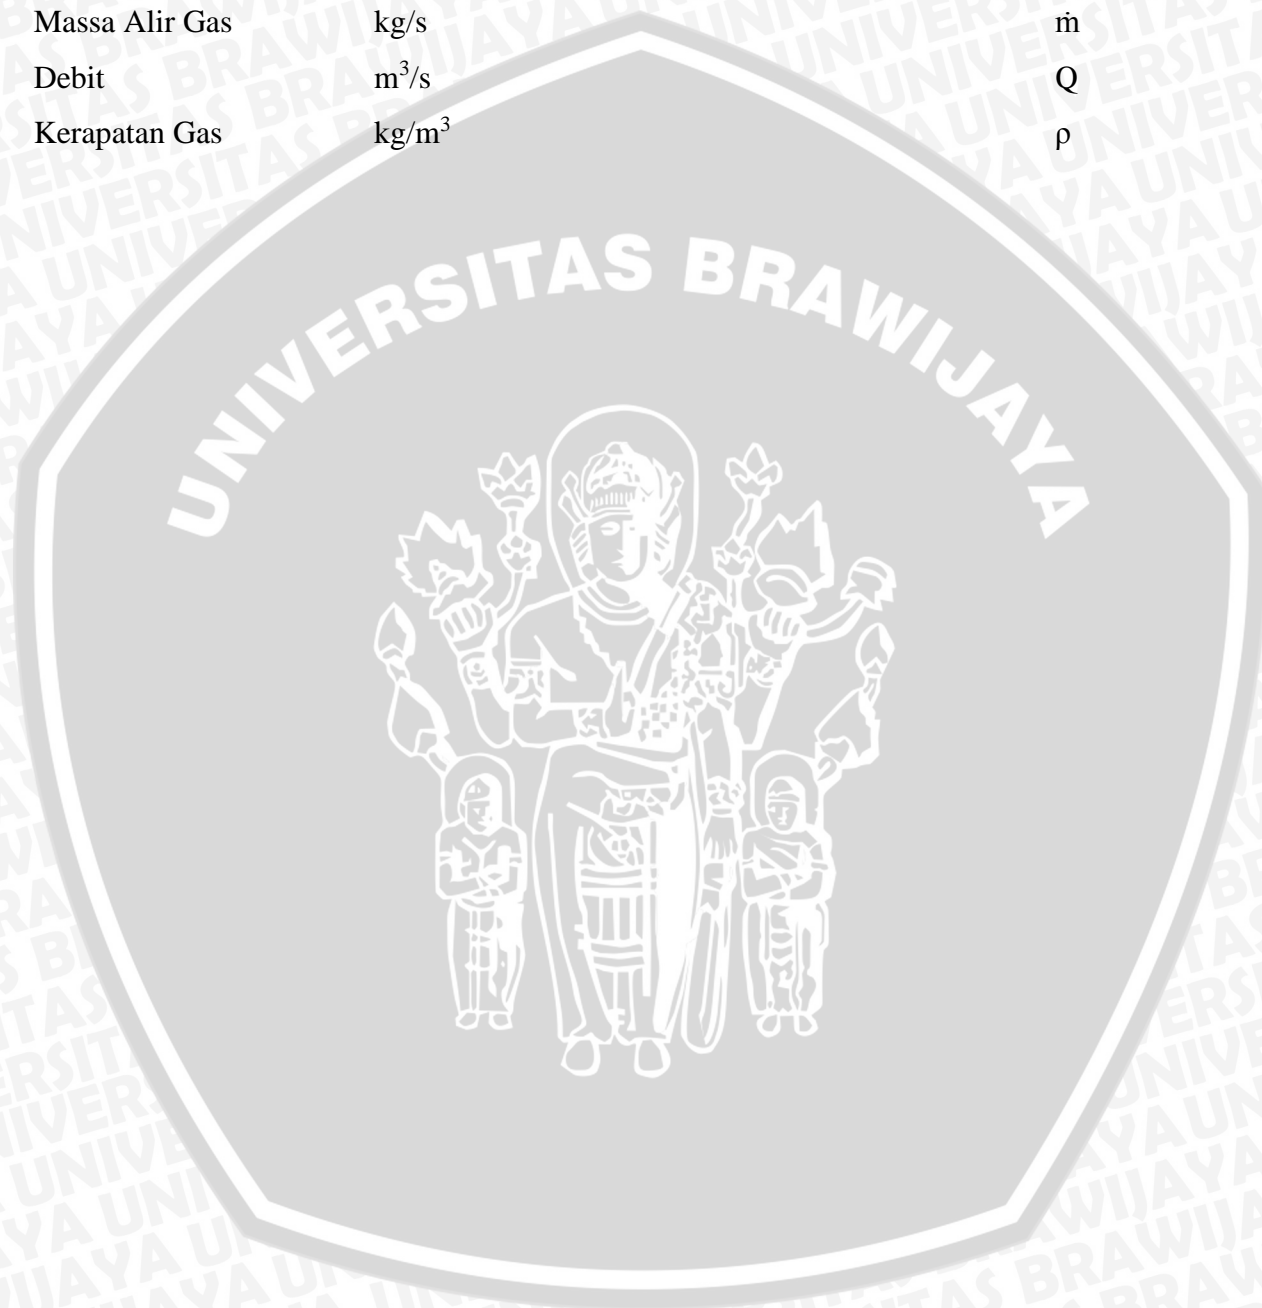 Massa Alir Gas kg/s ṁ
Debit m³/s Q
Kerapatan Gas kg/m³ ρ
UNIVERSITAS BRAWIJAYA